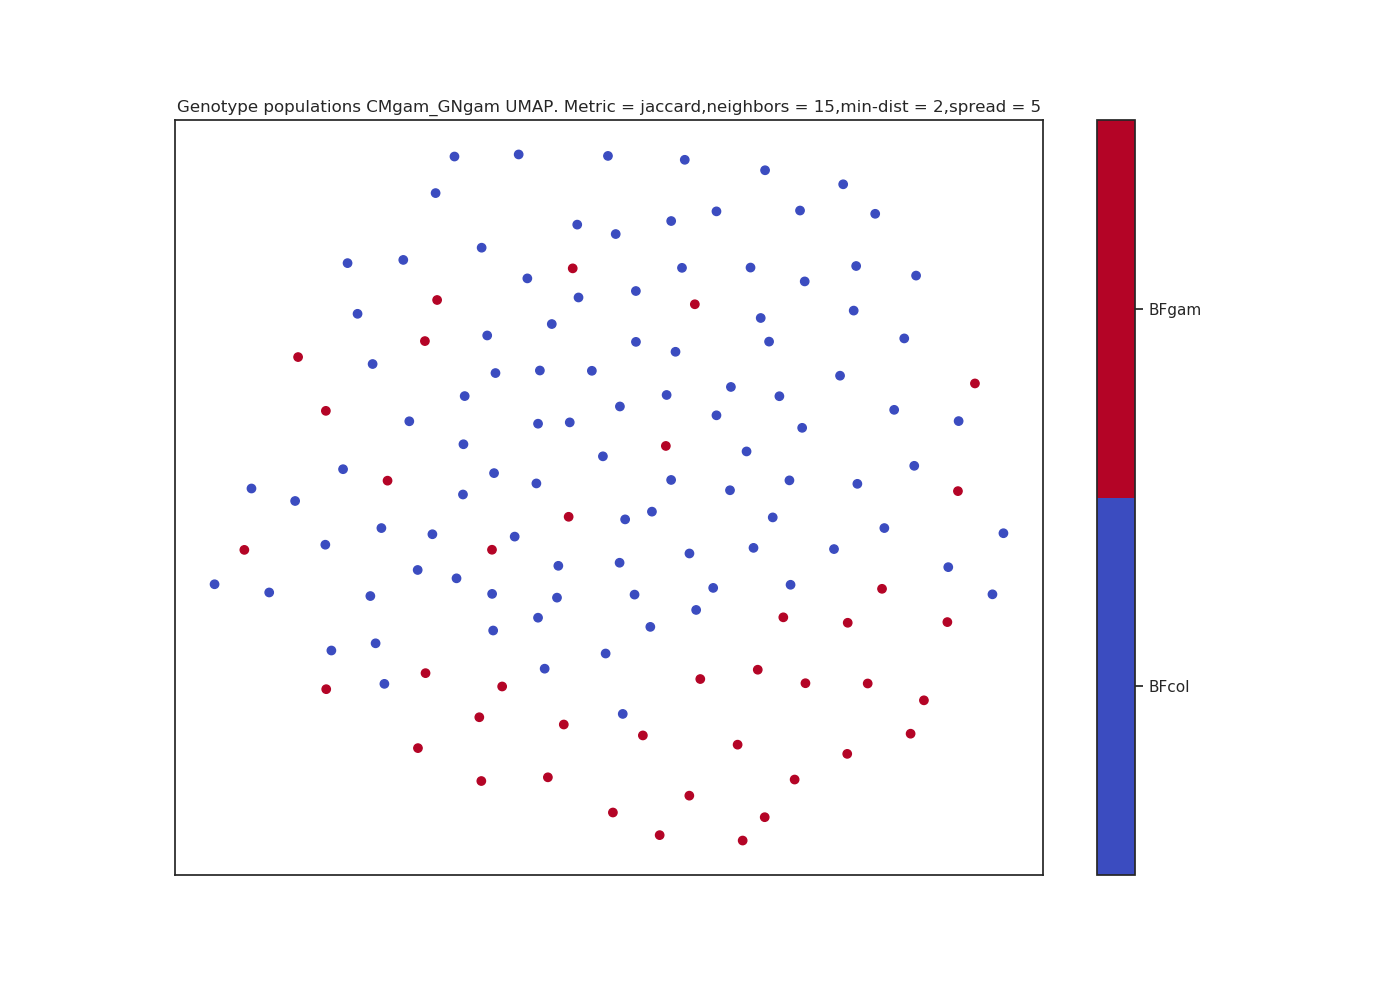 Genotype populations CMgam_GNgam UMAP. Metric = jaccard,neighbors = 15,min-dist = 2,spread = 5
BFgam
BFcol